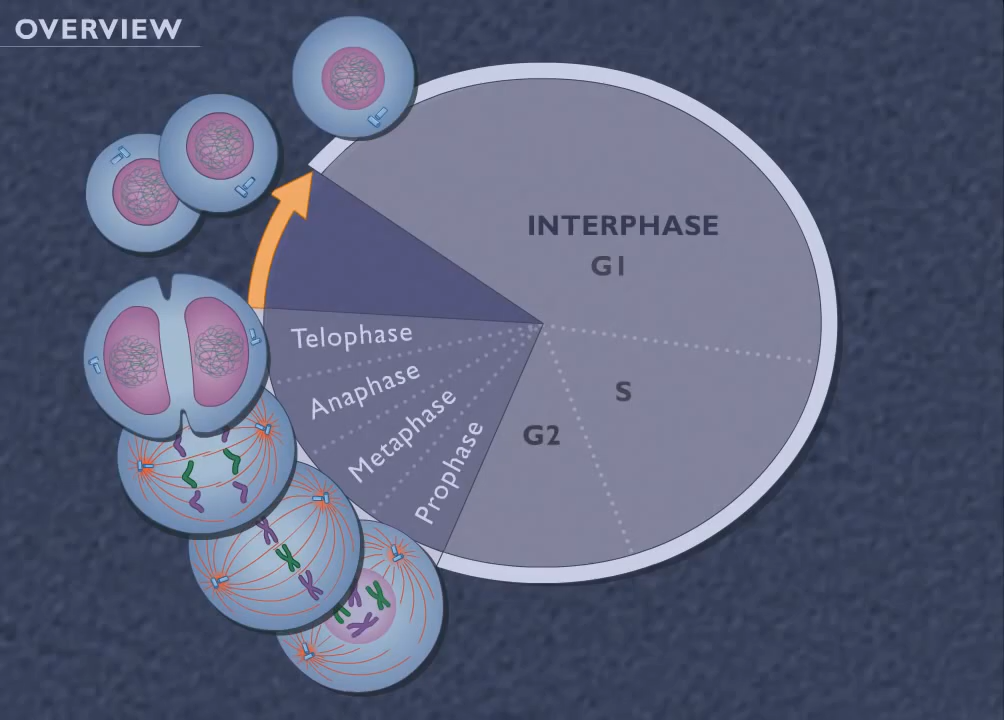 OVERVIEW
INTERPHASE
G1
S
G2
Prophase
Metaphase
Anaphase
Telophase